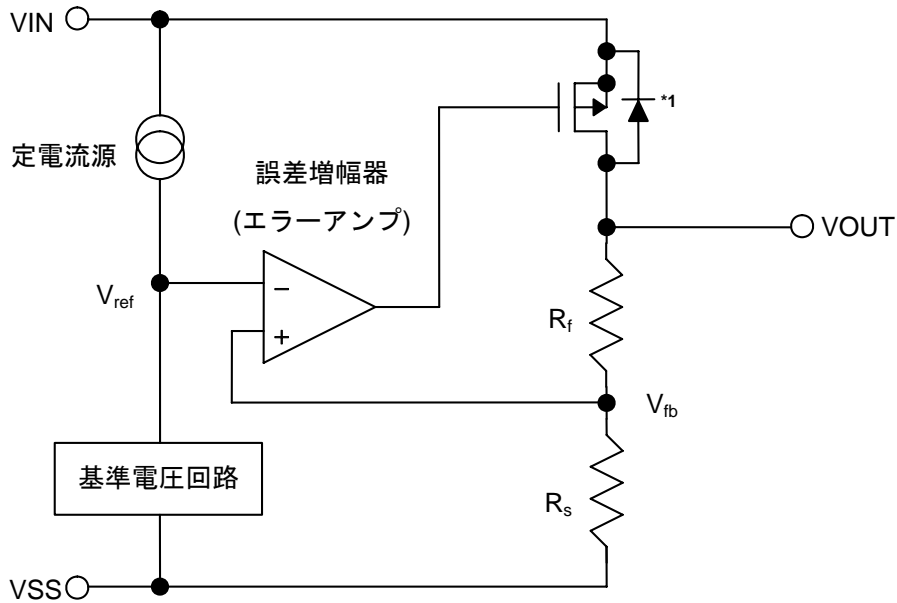 VIN
*1
定電流源
誤差増幅器
(エラーアンプ)
VOUT
Vref
−
+
Rf
Vfb
基準電圧回路
Rs
VSS